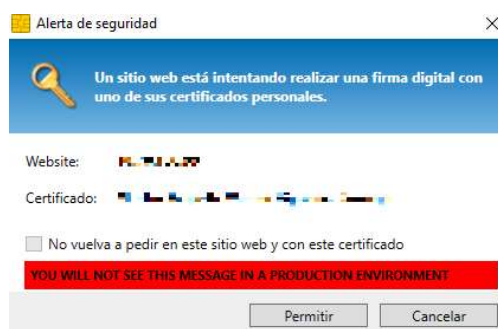 Alerta de seguridad
Un sitio web está intentando realizar una firma digital con
uno de sus certificados personales.
Website:
Certificado:
No vuelva a pedir en este sitio web y con este certificado
YOU WILL NOT SEE THIS MESSAGE IN A PRODUCTION ENVIRONMENT
Permitir Cancelar